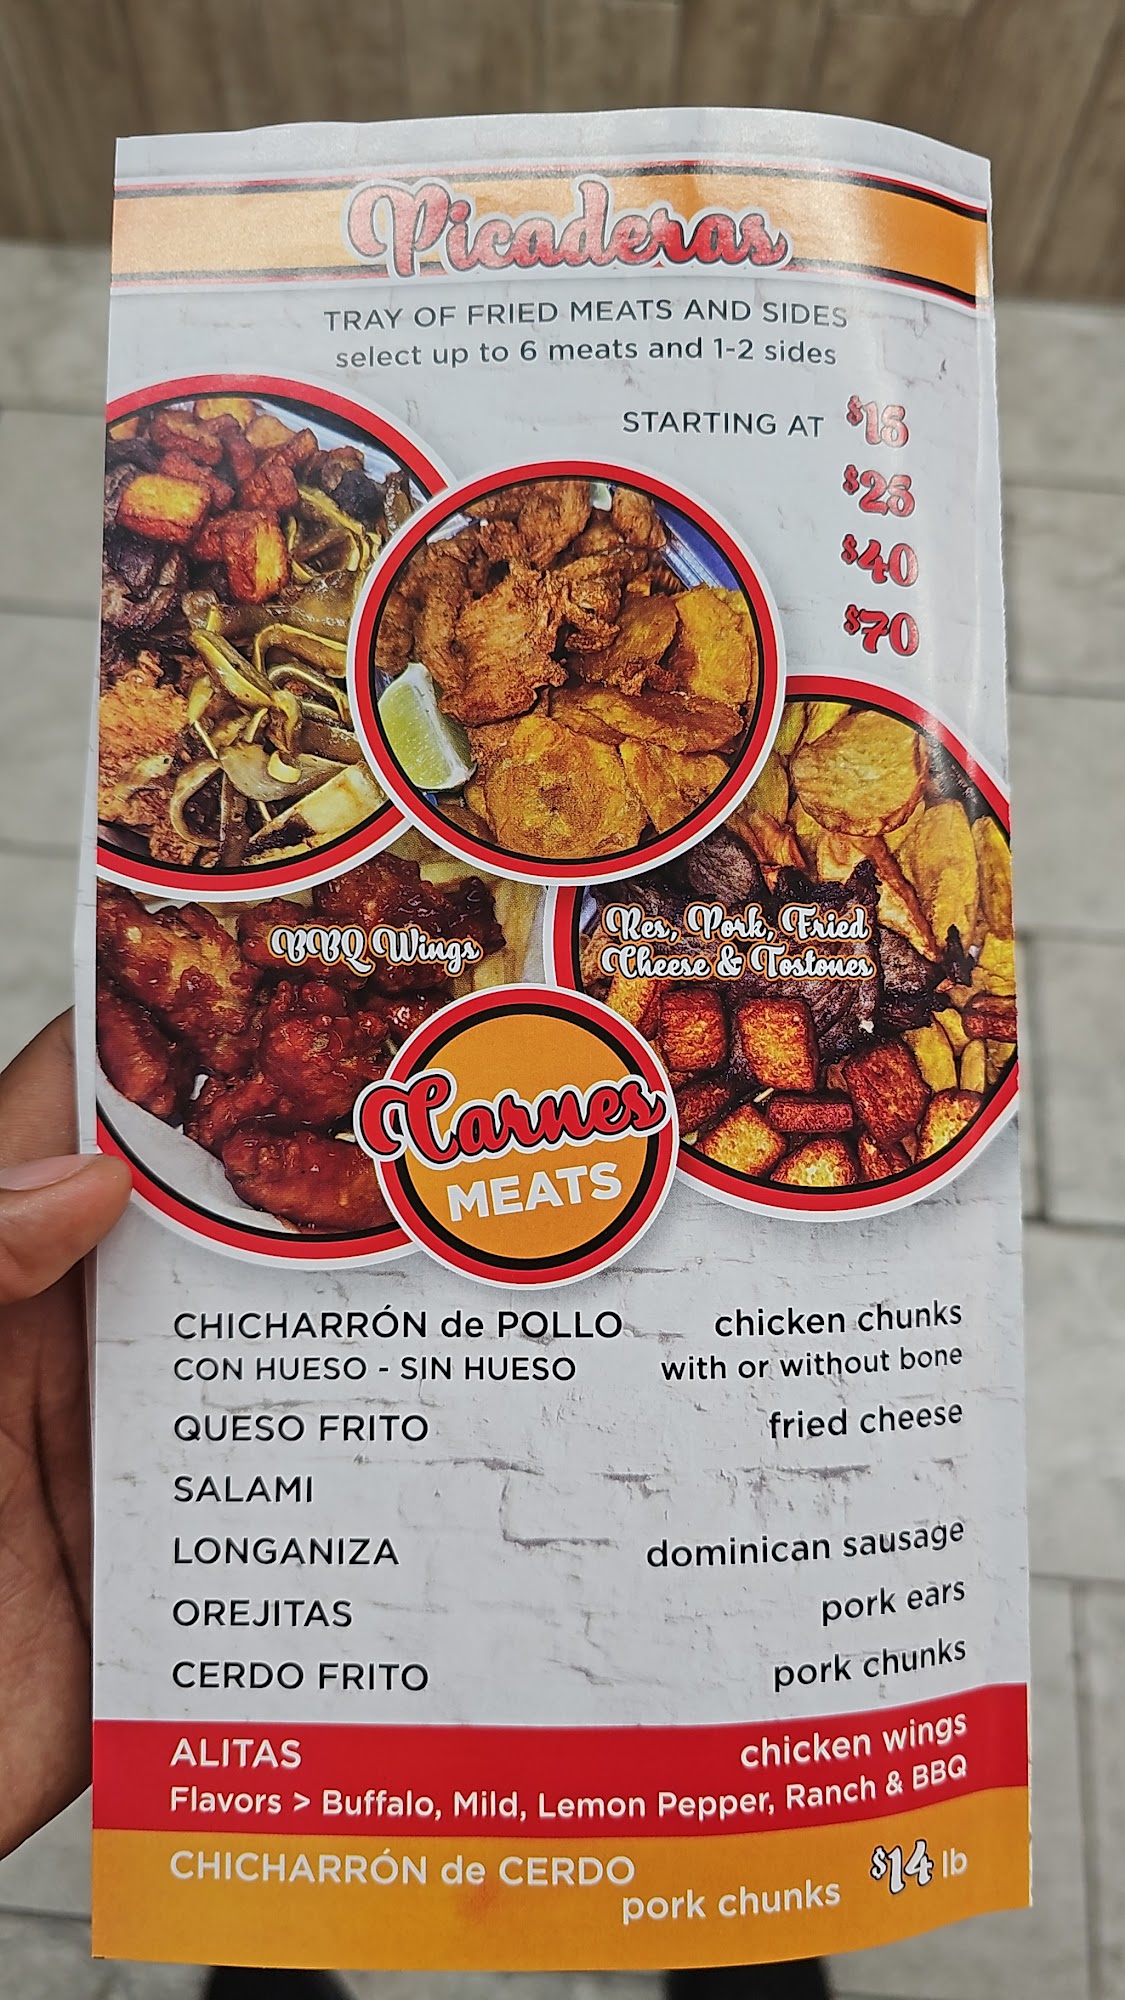 Picaderas
TRAY OF FRIED MEATS AND SIDES
select up to 6 meats and 1-2 sides
STARTING AT $15
$25
$40
$70
BBQ Wings
Res, Pork, Fried
Cheese & Tostones
Carnes
MEATS
CHICHARRÓN de POLLO chicken chunks
CON HUESO - SIN HUESO with or without bone
QUESO FRITO fried cheese
SALAMI
LONGANIZA dominican sausage
OREJITAS pork ears
CERDO FRITO pork chunks
ALITAS chicken wings
Flavors > Buffalo, Mild, Lemon Pepper, Ranch & BBQ
CHICHARRÓN de CERDO $14 lb
pork chunks